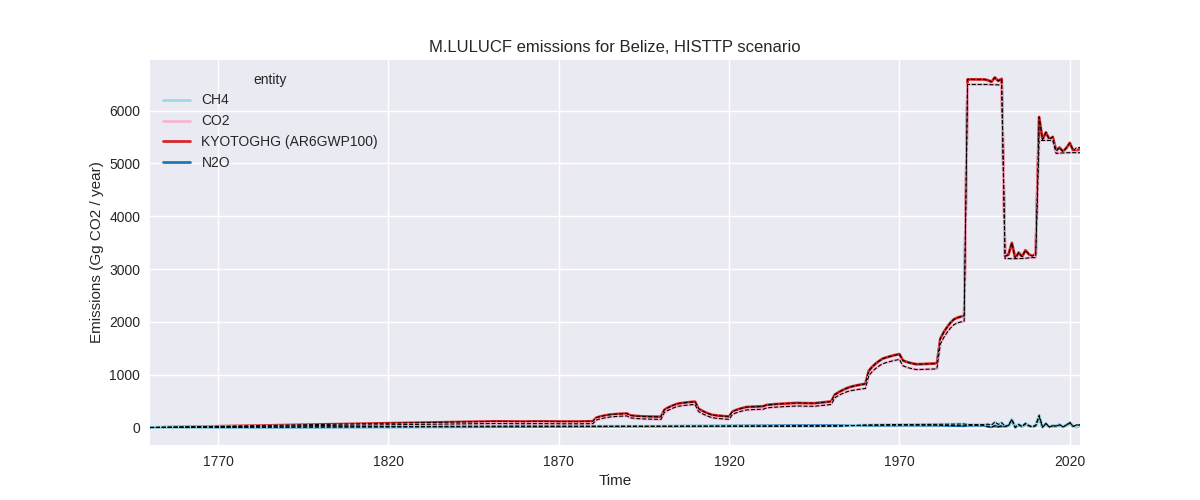 M.LULUCF emissions for Belize, HISTTP scenario
entity
CH4
CO2
KYOTOGHG (AR6GWP100)
N2O
Emissions (Gg CO2 / year)
6000
5000
4000
3000
2000
1000
0
1770
1820
1870
1920
1970
2020
Time